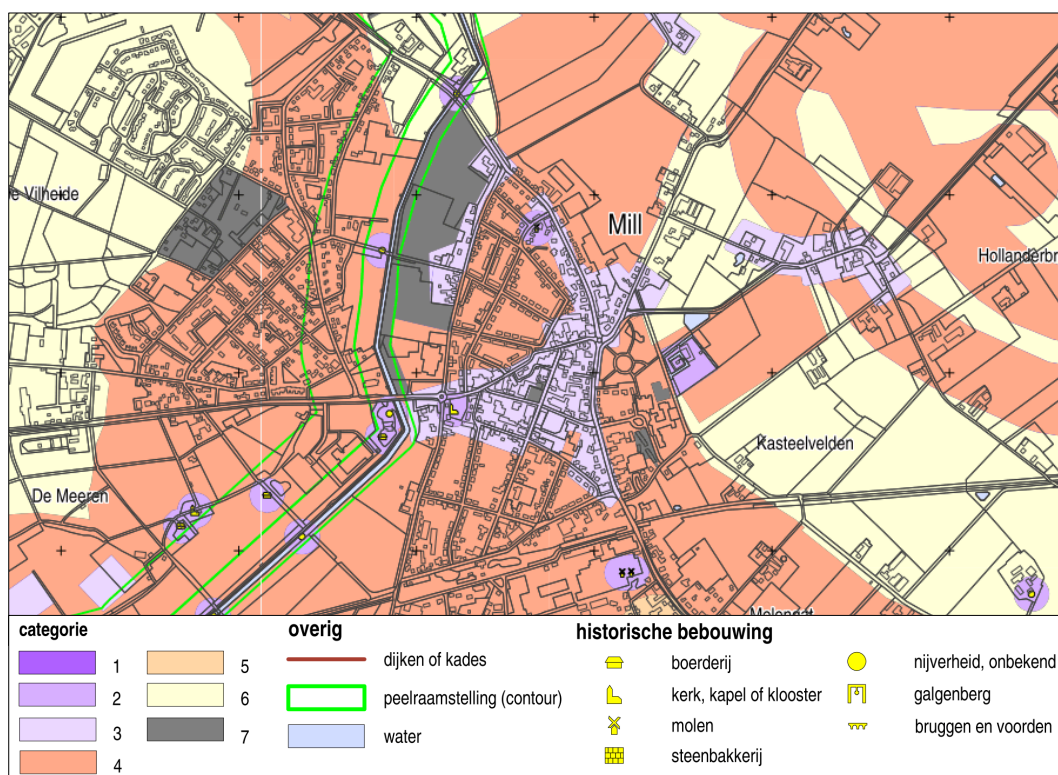 Mill
Vilheide
Kasteelvelden
De Meeren
categorie
1
2
3
4
5
6
7
overig
dijken of kades
peelraamstelling (contour)
water
historische bebouwing
boerderij
kerk, kapel of klooster
molen
steenbakkerij
nijverheid, onbekend
galgenberg
bruggen en voorden